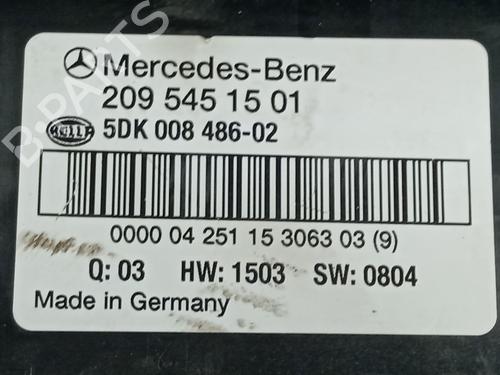 Mercedes-Benz
209 545 15 01
HELLA 5DK 008 486-02
0000 04 251 15 3063 03 (9)
Q: 03 HW: 1503 SW: 0804
Made in Germany
B-PARTS